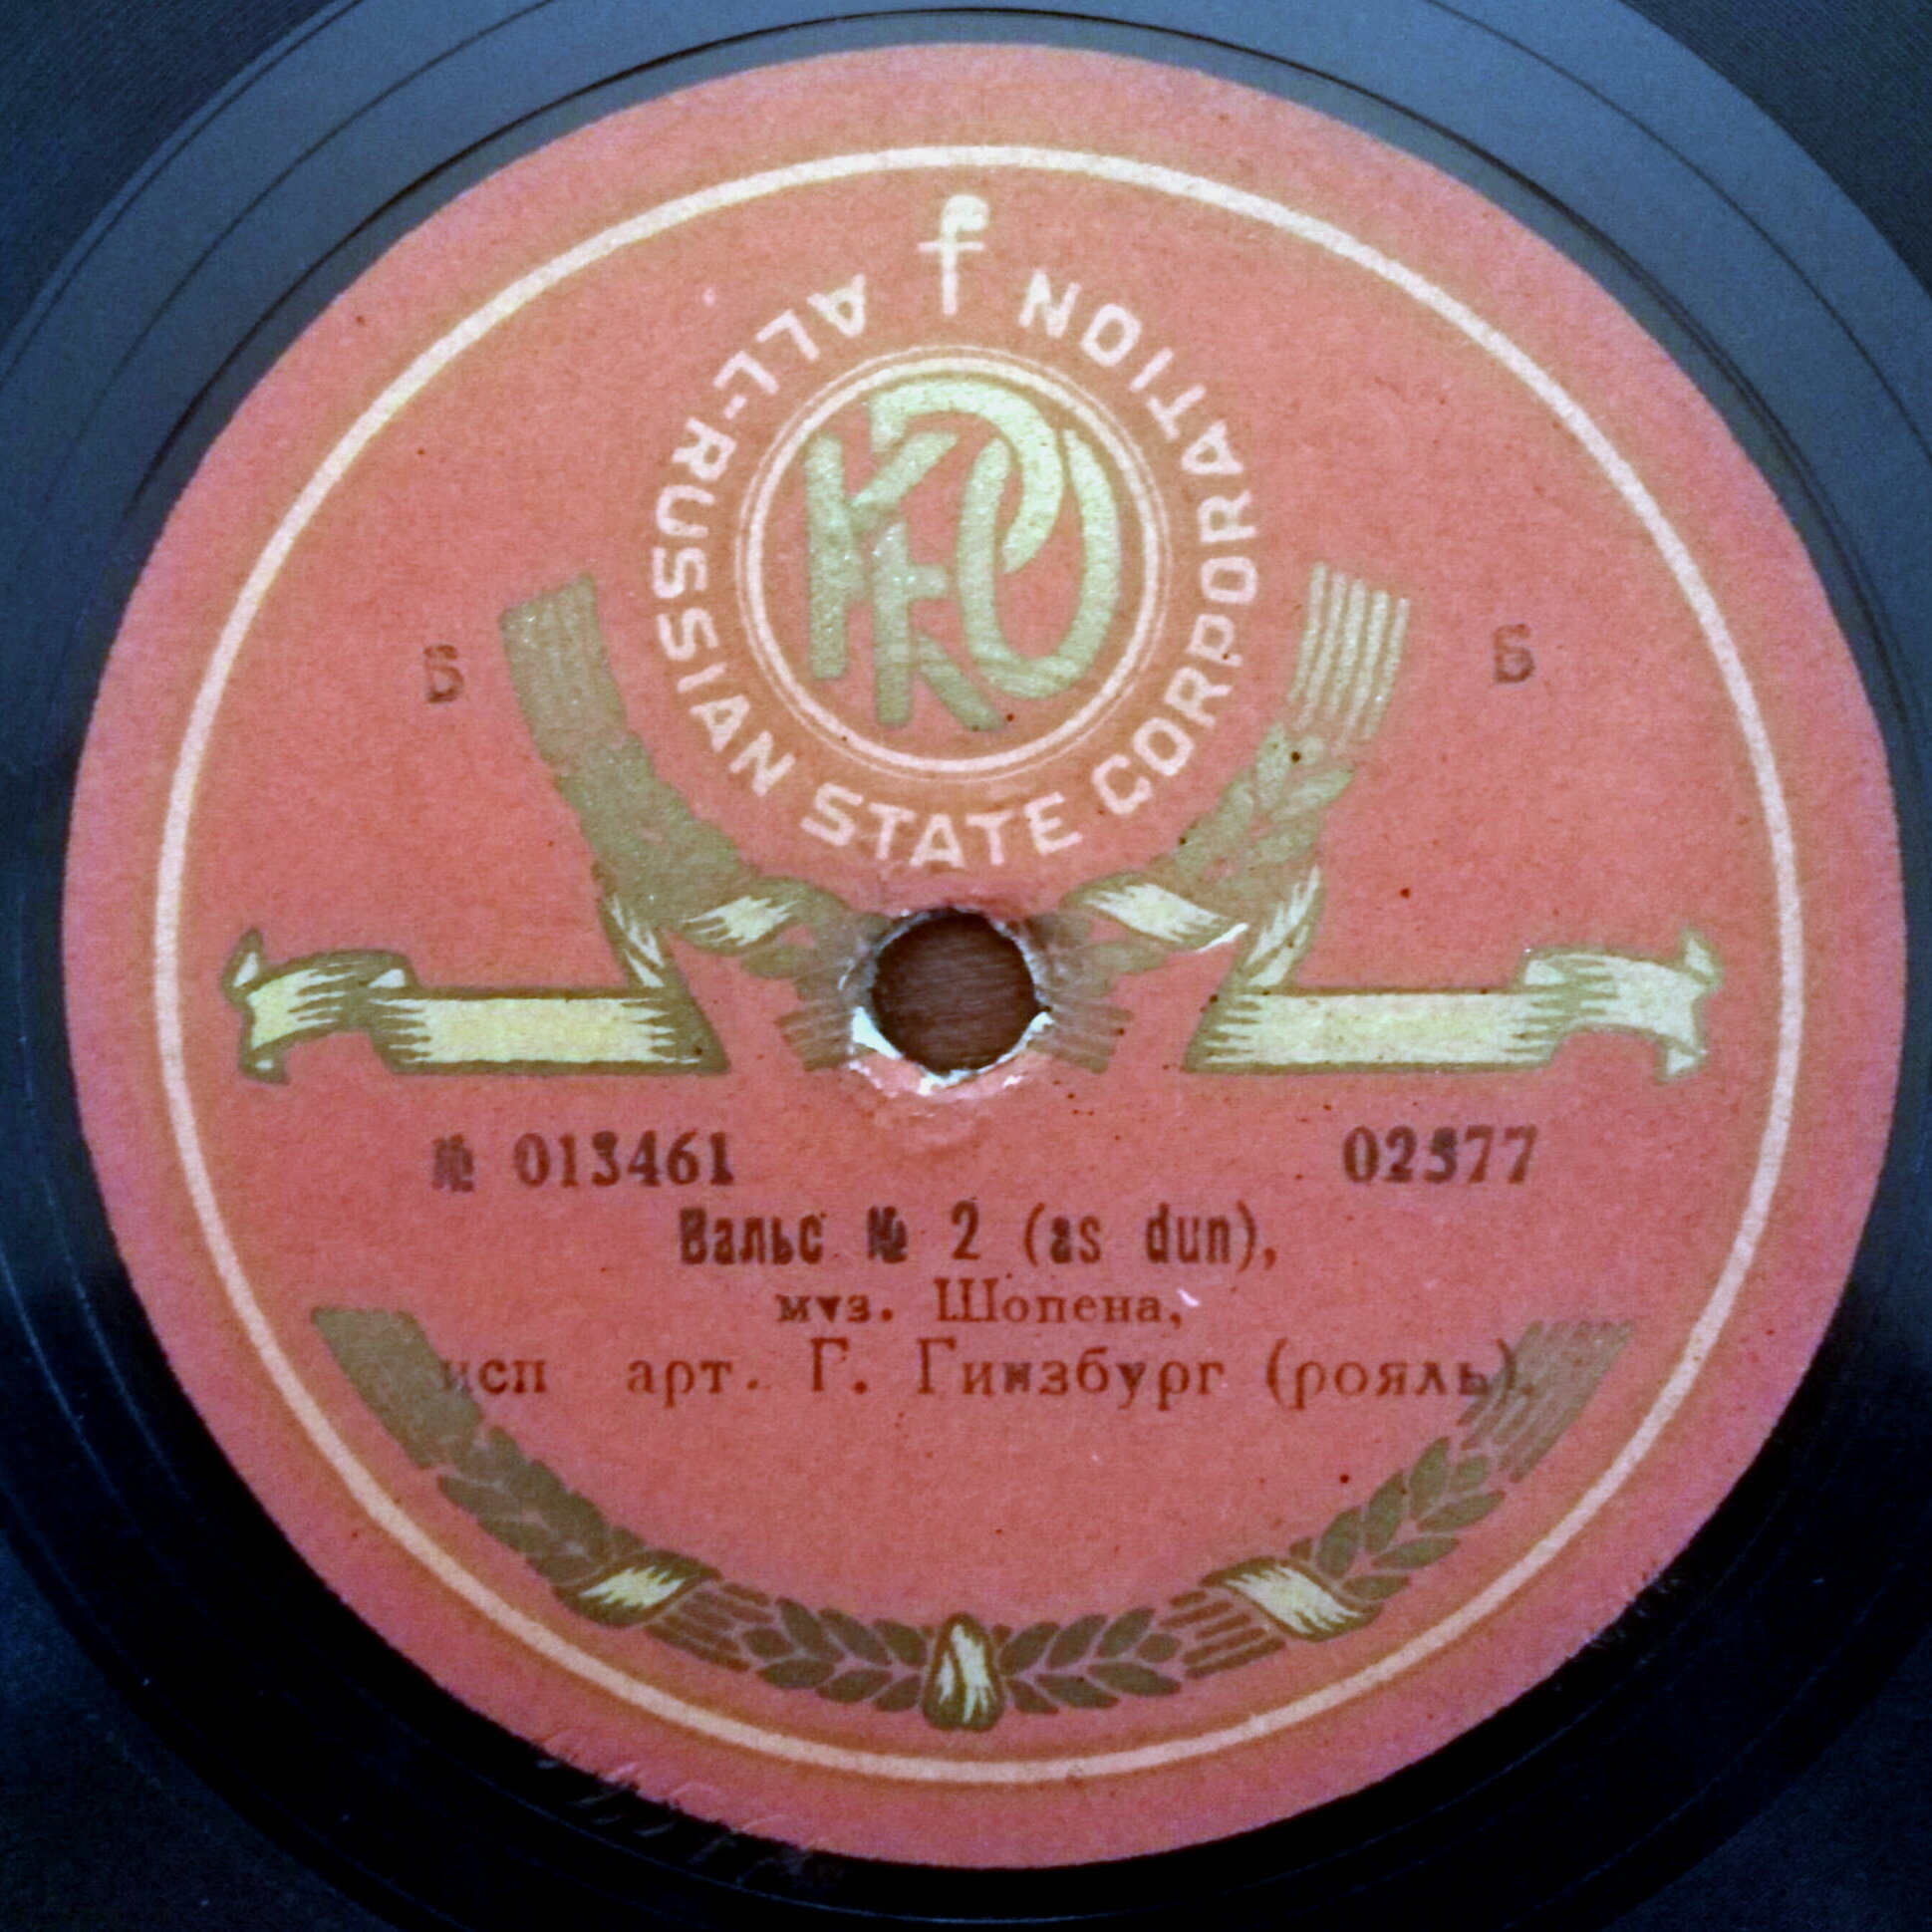 f
ALL-RUSSIAN STATE CORPORATION
Б Б
№ 013461 02577
Вальс № 2 (as dun),
муз. Шопена,
исп арт. Г. Гинзбург (рояль).